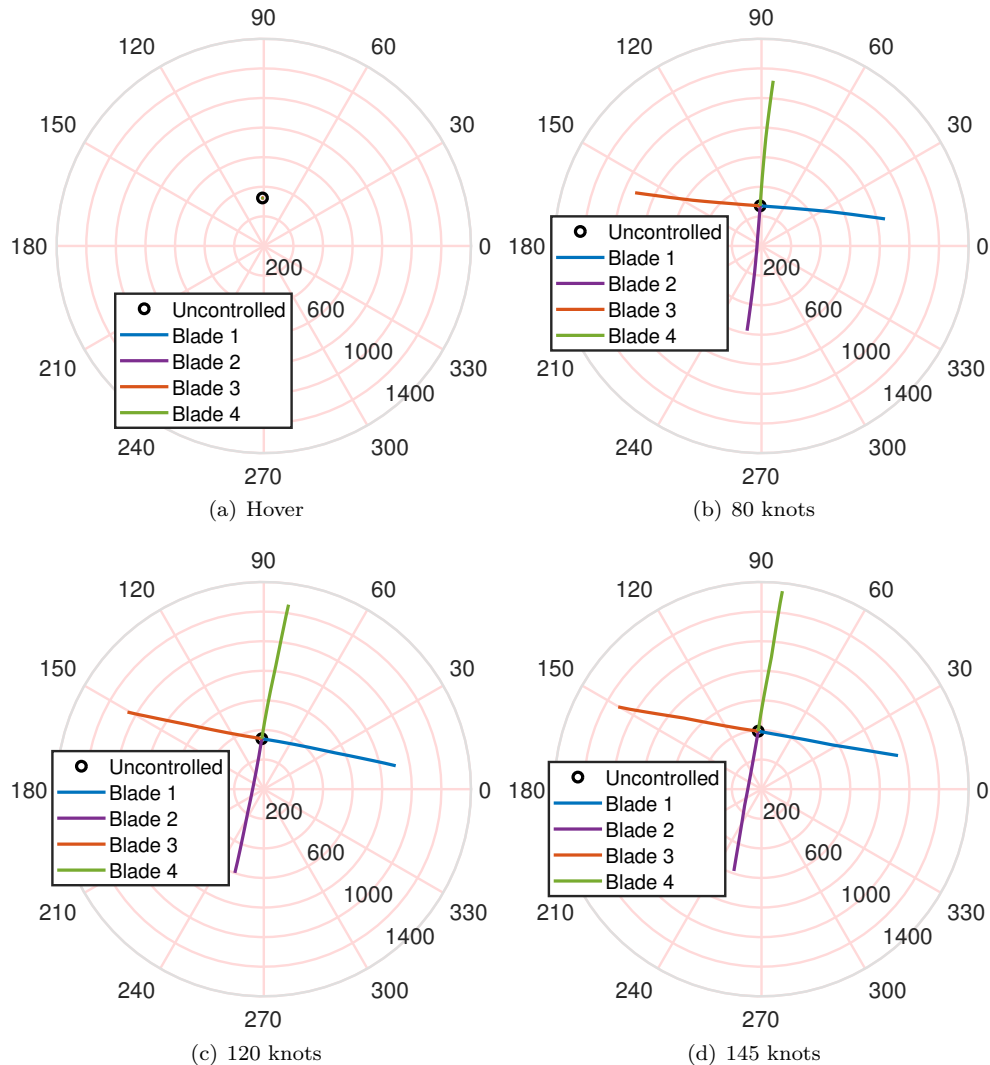 90
120
60
150
30
180
0
200
600
1000
1400
210
330
240
300
270
Uncontrolled
Blade 1
Blade 2
Blade 3
Blade 4
(a) Hover
90
120
60
150
30
180
0
200
600
1000
1400
210
330
240
300
270
Uncontrolled
Blade 1
Blade 2
Blade 3
Blade 4
(b) 80 knots
90
120
60
150
30
180
0
200
600
1000
1400
210
330
240
300
270
Uncontrolled
Blade 1
Blade 2
Blade 3
Blade 4
(c) 120 knots
90
120
60
150
30
180
0
200
600
1000
1400
210
330
240
300
270
Uncontrolled
Blade 1
Blade 2
Blade 3
Blade 4
(d) 145 knots